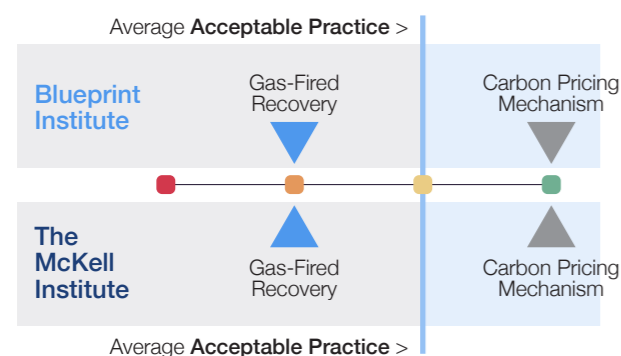 Average Acceptable Practice >
Blueprint
Institute
Gas-Fired
Recovery
Carbon Pricing
Mechanism
The
McKell
Institute
Gas-Fired
Recovery
Carbon Pricing
Mechanism
Average Acceptable Practice >